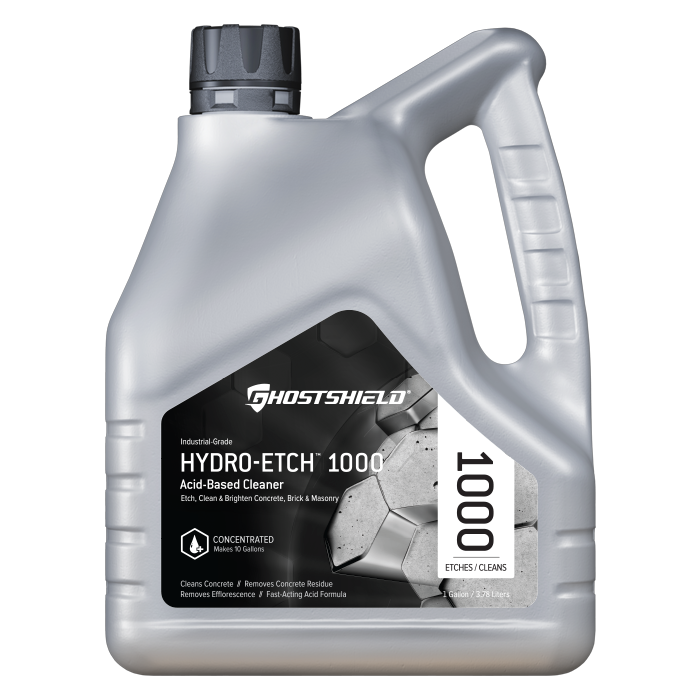 GHOSTSHIELD®
Industrial-Grade
HYDRO-ETCH™ 1000
Acid-Based Cleaner
Etch, Clean & Brighten Concrete, Brick & Masonry
CONCENTRATED
Makes 10 Gallons
Cleans Concrete // Removes Concrete Residue
Removes Efflorescence // Fast-Acting Acid Formula
1000
ETCHES / CLEANS
1 Gallon / 3.78 Liters